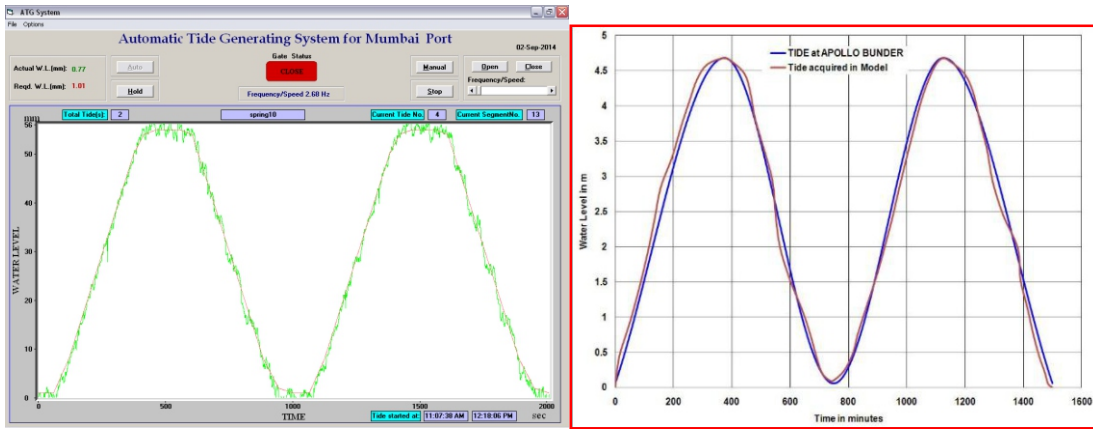 ATG System
File Options
Automatic Tide Generating System for Mumbai Port
02-Sep-2014
Gate Status
CLOSE
Actual W.L.(mm): 0.77
Reqd. W.L.(mm): 1.01
Auto
Hold
Manual
Stop
Open Close
Frequency/Speed:
Frequency/Speed 2.68 Hz
mm
Total Tide(s): 2
spring10
Current Tide No. 4
Current SegmentNo. 13
56
50
40
30
20
10
0
WATER LEVEL
0 500 1000 1500 2000
TIME
sec
Tide started at: 11:07:38 AM 12:18:06 PM
TIDE at APOLLO BUNDER
Tide acquired in Model
5
4.5
4
3.5
3
2.5
2
1.5
1
0.5
0
Water Level in m
0 200 400 600 800 1000 1200 1400 1600
Time in minutes